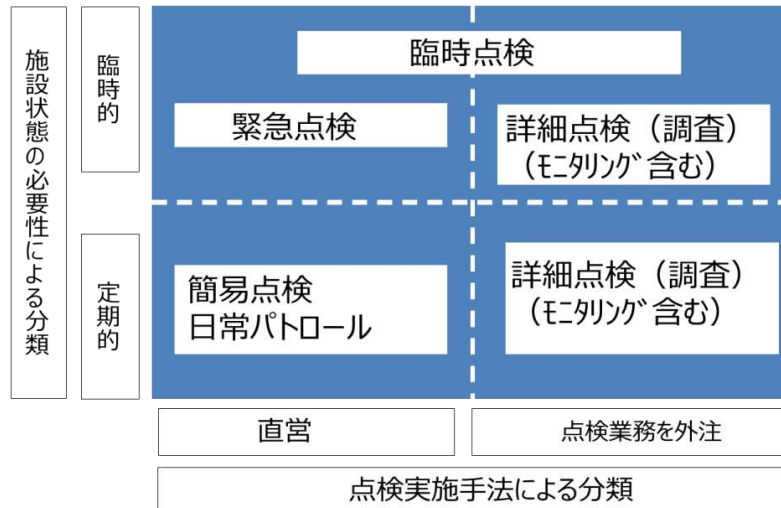 施設状態の必要性による分類
臨時的
臨時点検
緊急点検
詳細点検（調査）
（ﾓﾆﾀﾘﾝｸﾞ含む）
定期的
簡易点検
日常パトロール
詳細点検（調査）
（ﾓﾆﾀﾘﾝｸﾞ含む）
直営
点検業務を外注
点検実施手法による分類